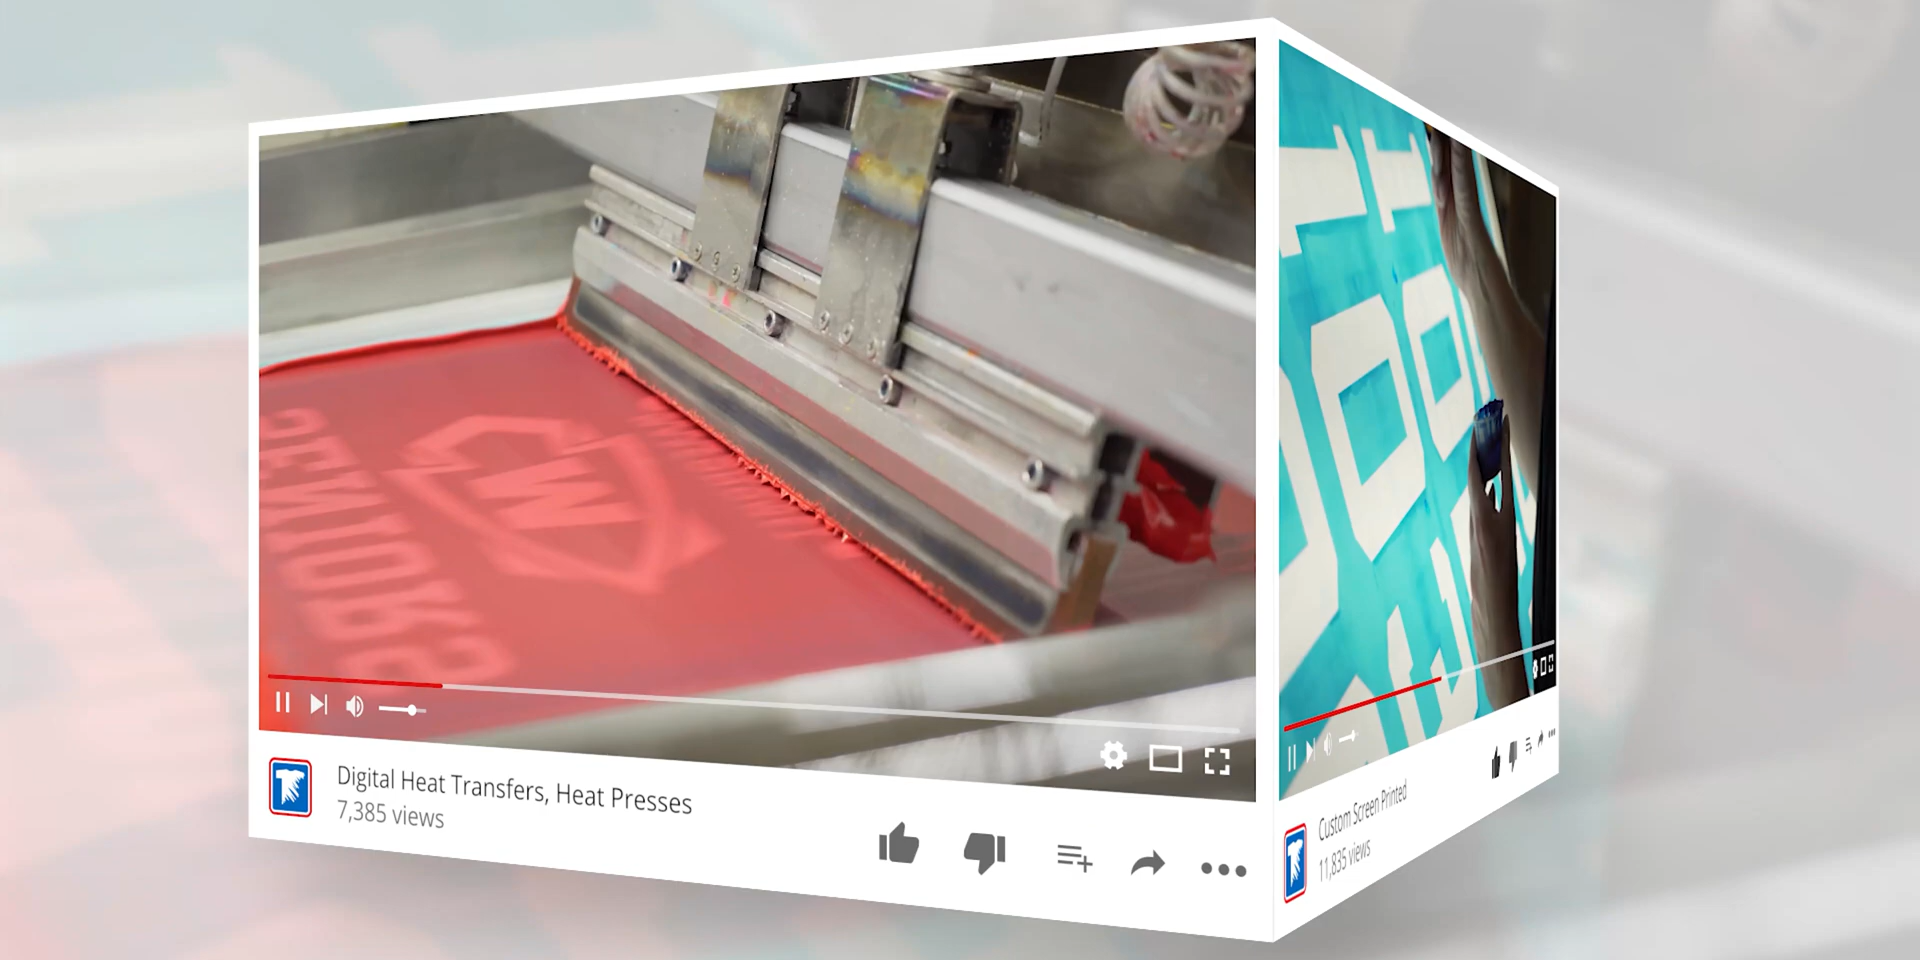 W
Digital Heat Transfers, Heat Presses
7,385 views
T
Custom Screen Printed
11,835 views
T